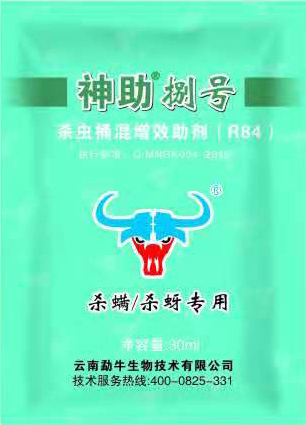 神助® 捌号
杀虫桶混增效助剂（R84）
®
杀螨/杀蚜专用
净容量:30ml
云南勐牛生物技术有限公司
技术服务热线:400-0825-331